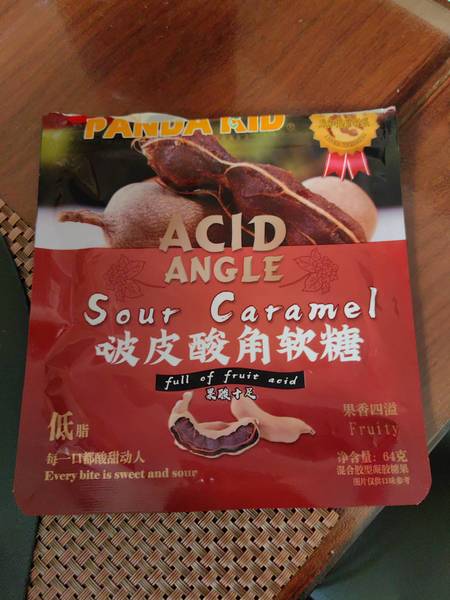 PANDA KID®
ACID
ANGLE
Sour Caramel
啵皮酸角软糖
full of fruit acid
果酸十足
低脂
果香四溢
Fruity
每一口都酸甜动人
Every bite is sweet and sour
净含量：64克
混合胶型凝胶糖果
图片仅供口味参考